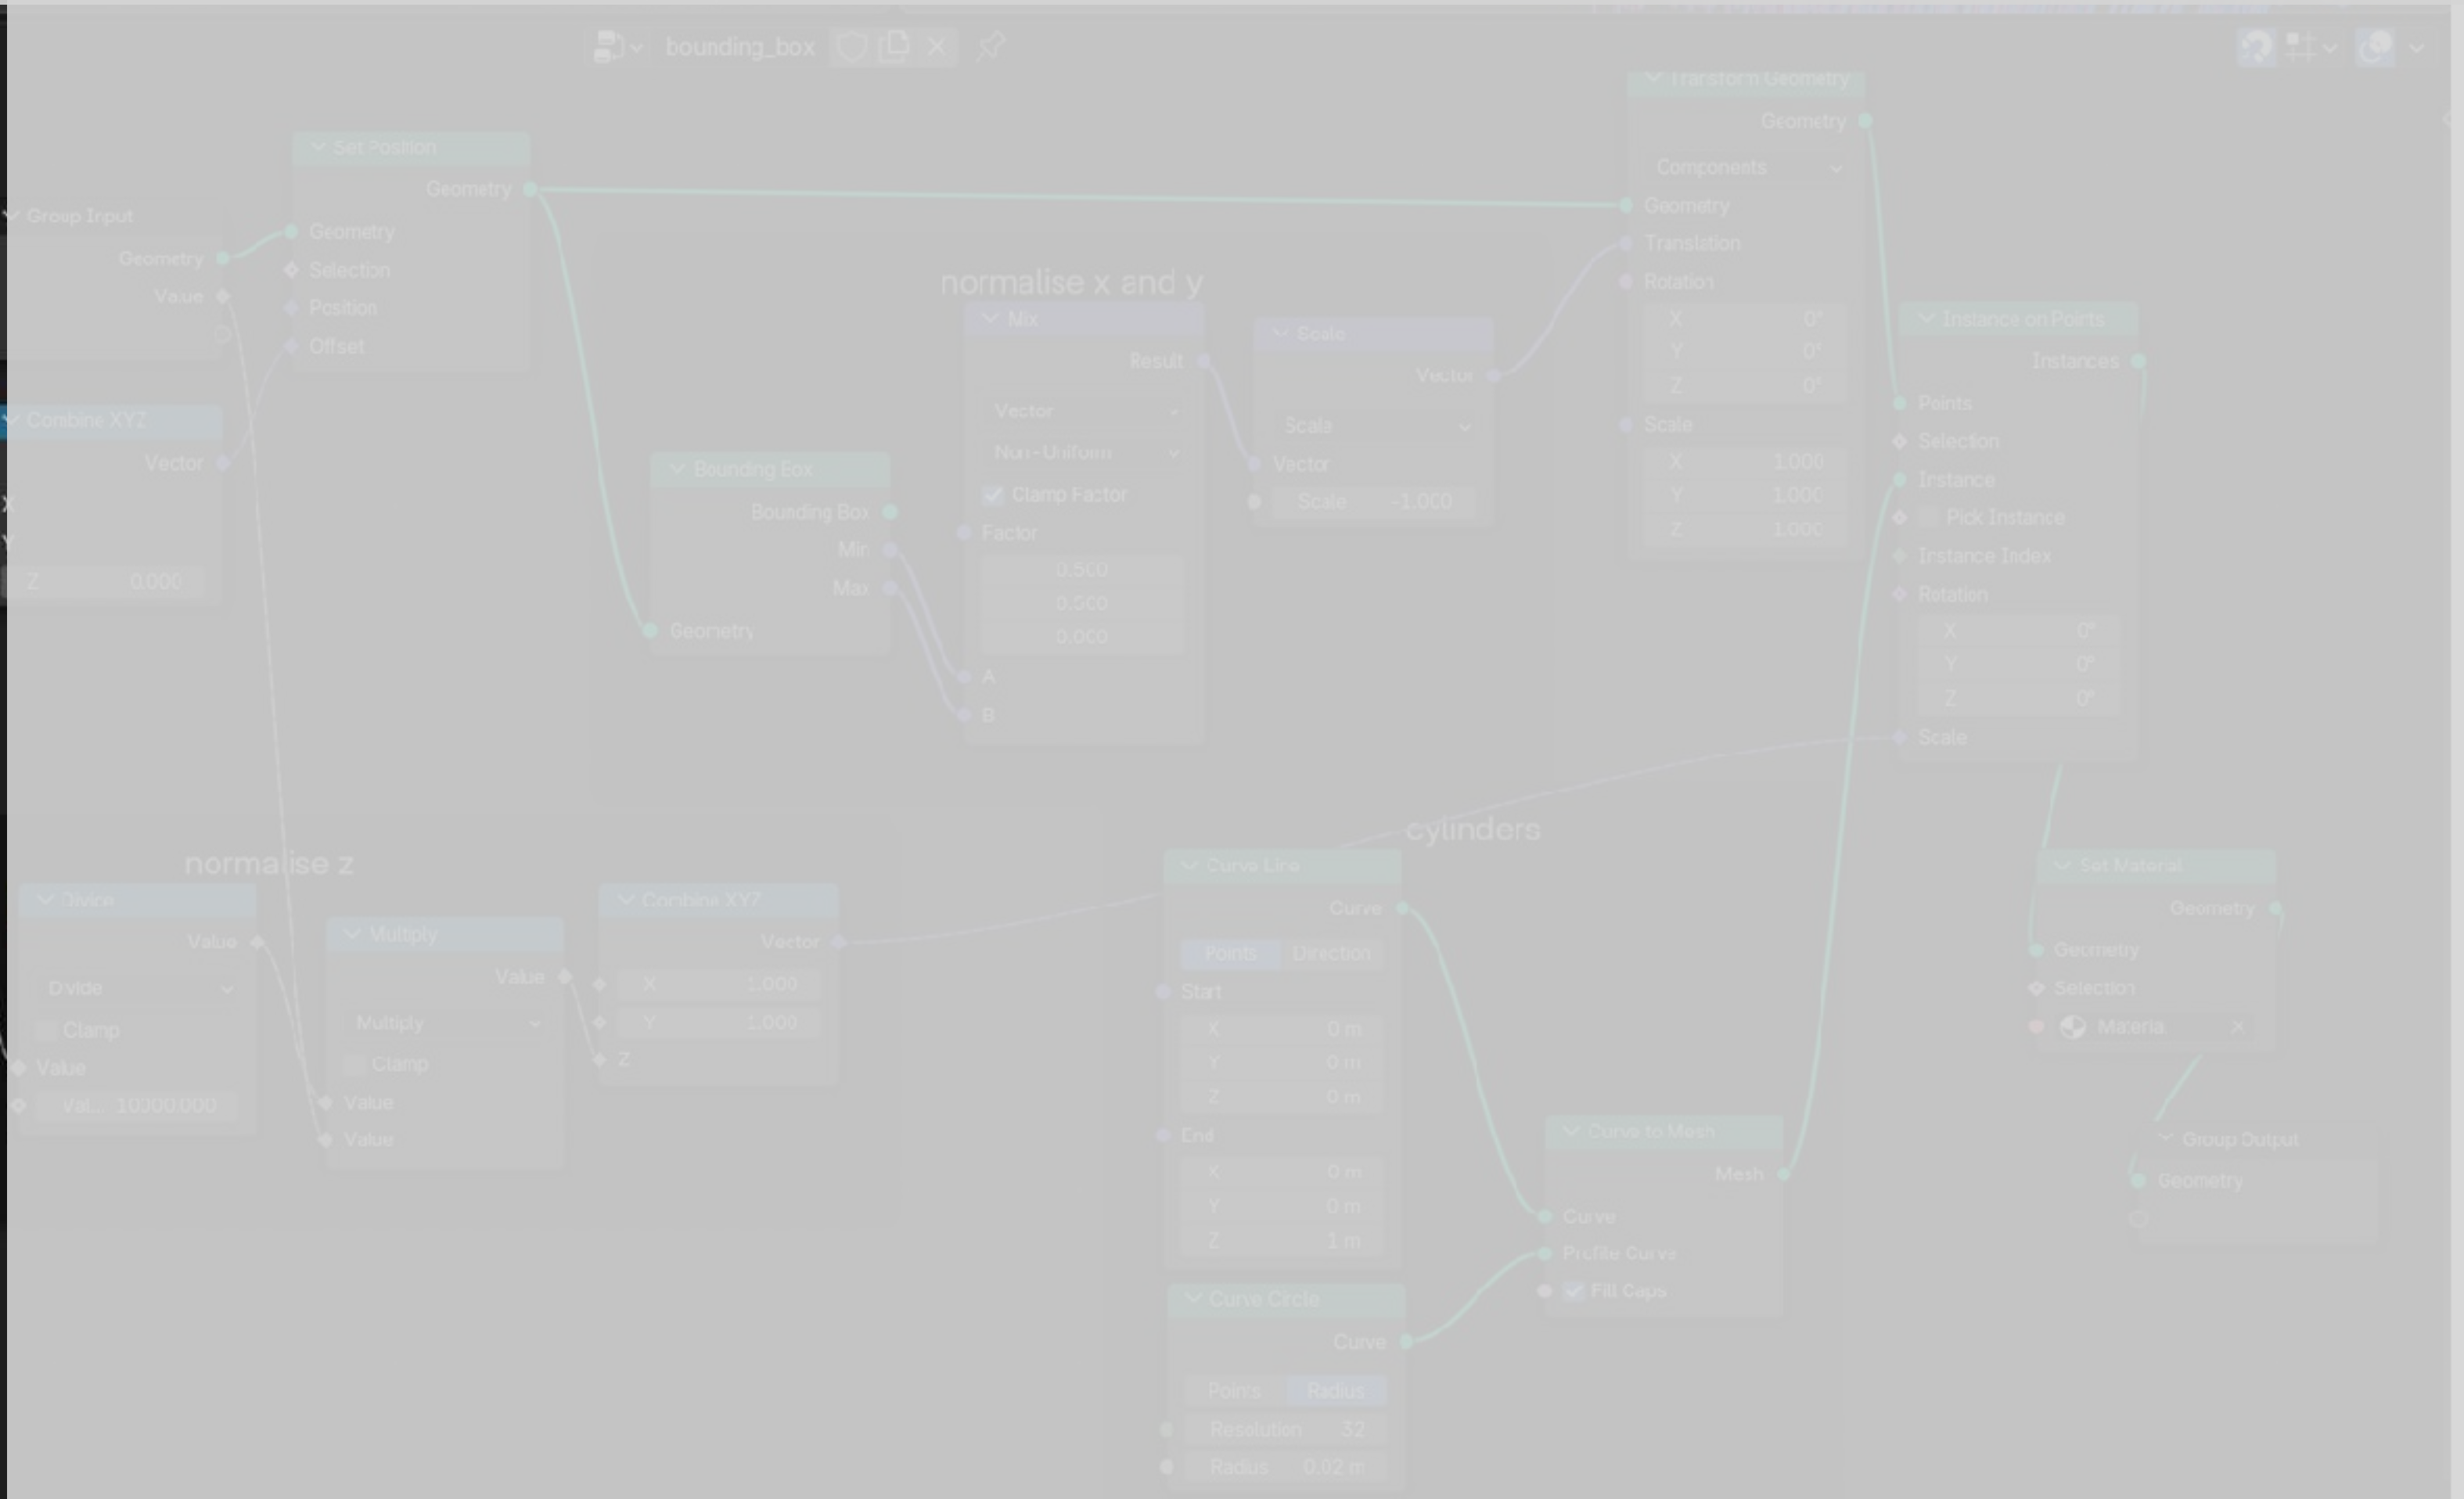 bounding_box
Transform Geometry
Geometry
Components
Geometry
Translation
Rotation
X 0°
Y 0°
Z 0°
Scale
X 1.000
Y 1.000
Z 1.000
Set Position
Geometry
Geometry
Selection
Position
Offset
Group Input
Geometry
Value
Combine XYZ
Vector
X
Y
Z 0.000
normalise x and y
Bounding Box
Bounding Box
Min
Max
Geometry
Mix
Result
Vector
Non-Uniform
Clamp Factor
Factor
0.500
0.500
0.000
A
B
Scale
Vector
Scale
Vector
Scale -1.000
Instance on Points
Instances
Points
Selection
Instance
Pick Instance
Instance Index
Rotation
X 0°
Y 0°
Z 0°
Scale
normalise z
Divide
Value
Divide
Clamp
Value
Val... 10000.000
Multiply
Value
Multiply
Clamp
Value
Value
Combine XYZ
Vector
X 1.000
Y 1.000
Z
cylinders
Curve Line
Curve
Points Direction
Start
X 0 m
Y 0 m
Z 0 m
End
X 0 m
Y 0 m
Z 1 m
Curve Circle
Curve
Points Radius
Resolution 32
Radius 0.02 m
Curve to Mesh
Mesh
Curve
Profile Curve
Fill Caps
Set Material
Geometry
Geometry
Selection
Material
Group Output
Geometry